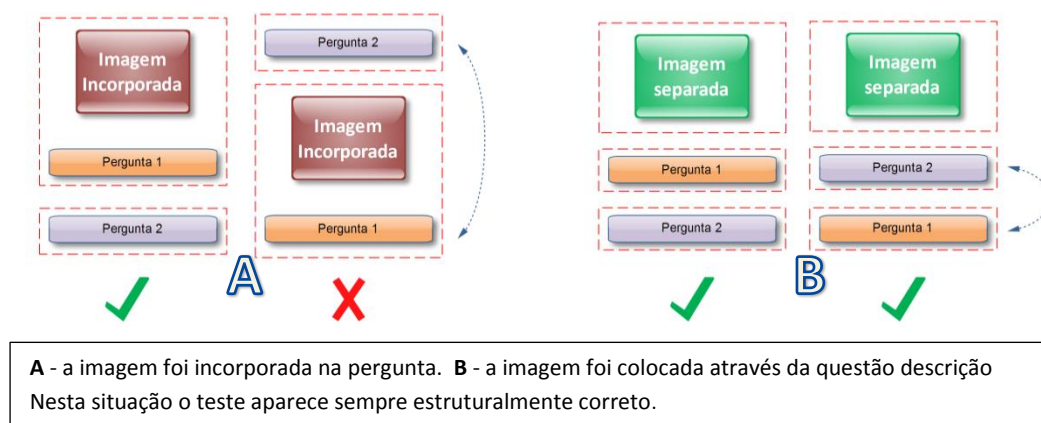 Imagem
Incorporada
Pergunta 1
Pergunta 2
Pergunta 2
Imagem
Incorporada
Pergunta 1
A
Imagem
separada
Pergunta 1
Pergunta 2
Imagem
separada
Pergunta 2
Pergunta 1
B
A - a imagem foi incorporada na pergunta. B - a imagem foi colocada através da questão descrição
Nesta situação o teste aparece sempre estruturalmente correto.